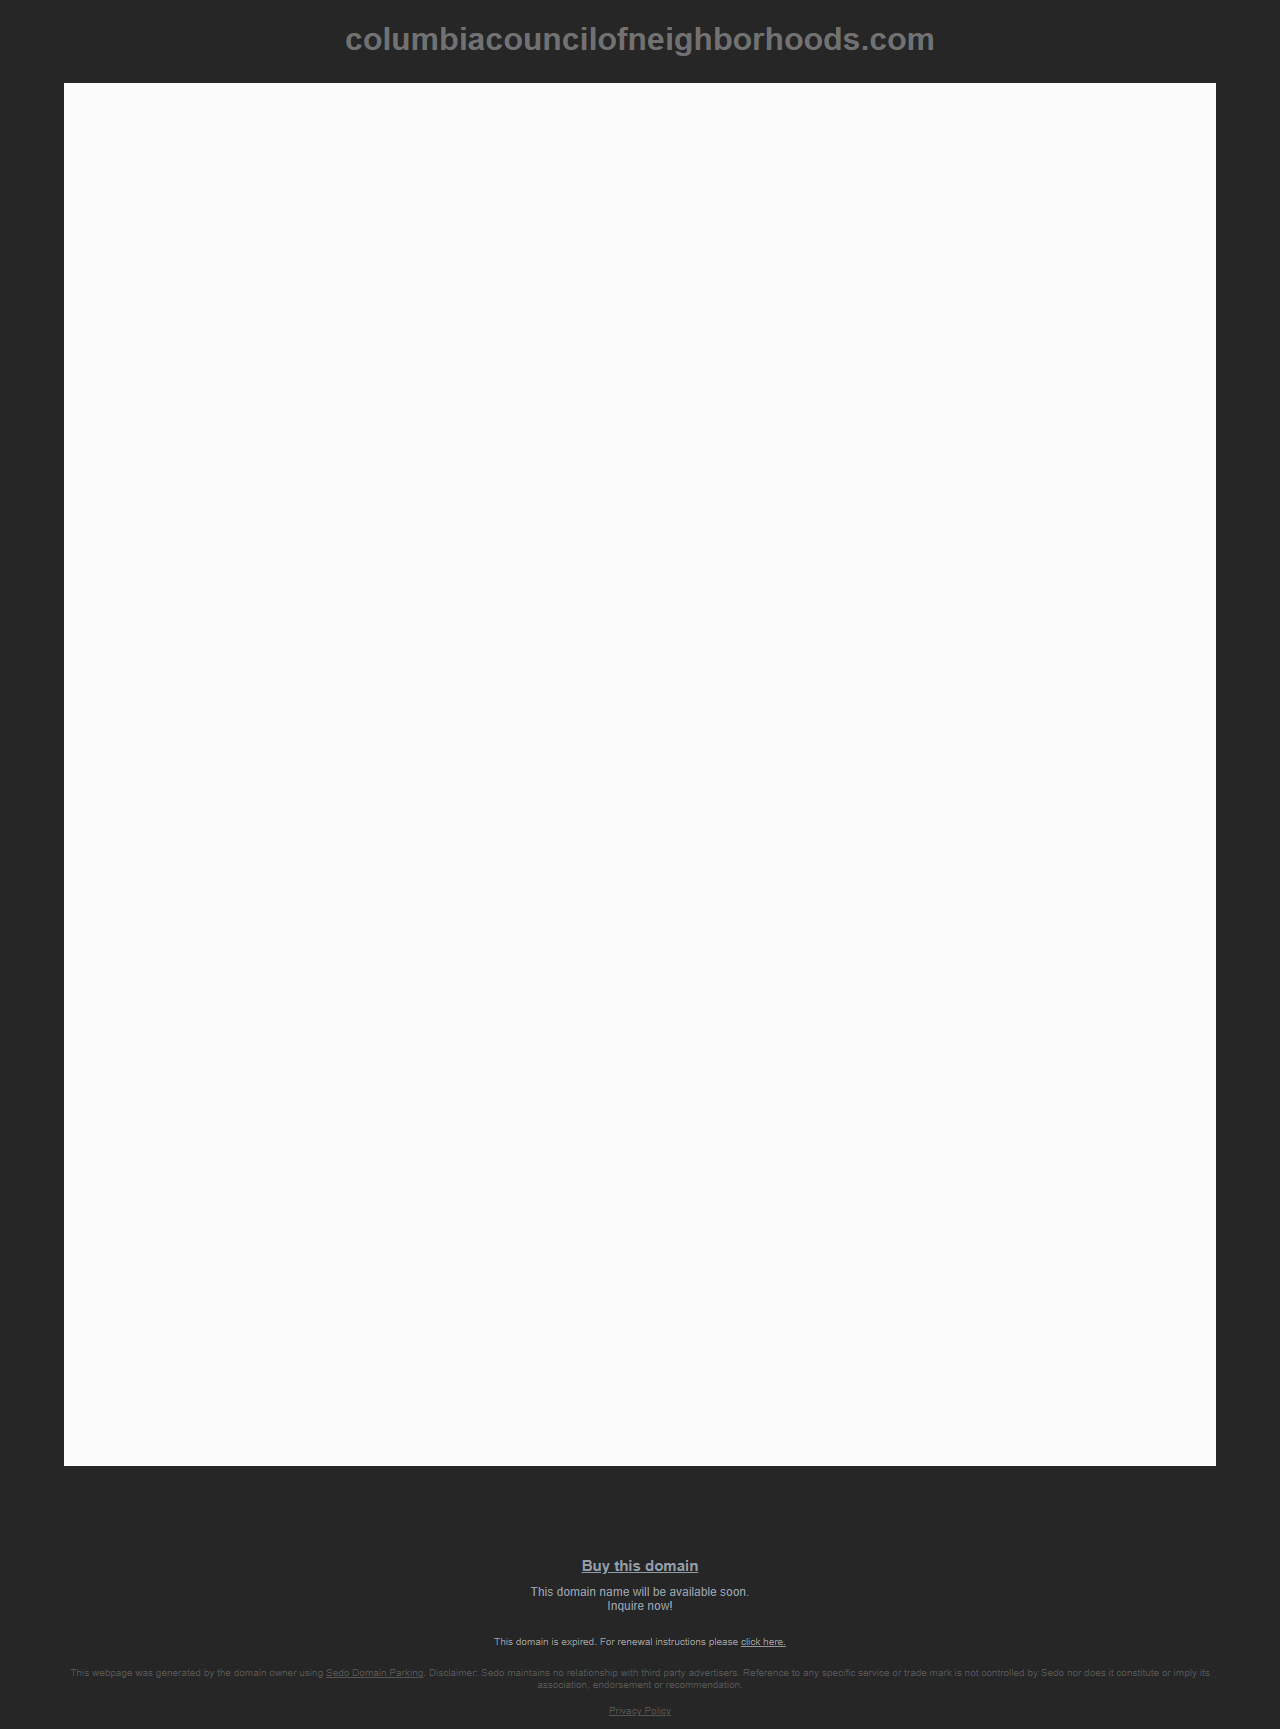 columbiacouncilofneighborhoods.com
Buy this domain
This domain name will be available soon.
Inquire now!
This domain is expired. For renewal instructions please click here.
This webpage was generated by the domain owner using Sedo Domain Parking. Disclaimer: Sedo maintains no relationship with third party advertisers. Reference to any specific service or trade mark is not controlled by Sedo nor does it constitute or imply its
association, endorsement or recommendation.
Privacy Policy